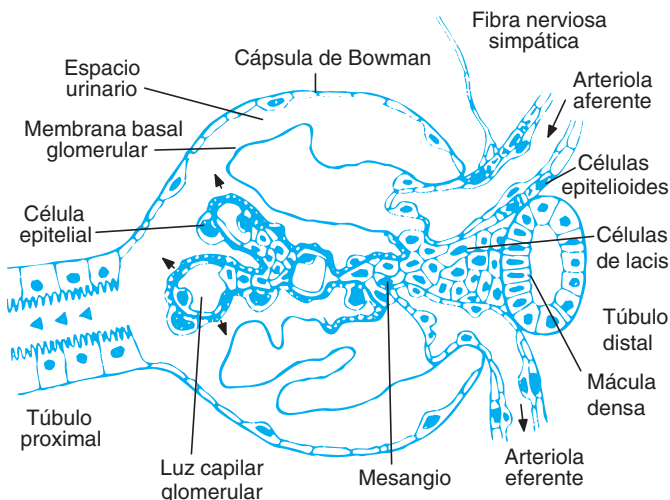 Fibra nerviosa
simpática
Cápsula de Bowman
Espacio
urinario
Arteriola
aferente
Membrana basal
glomerular
Células
epitelioides
Célula
epitelial
Células
de lacis
Túbulo
distal
Mácula
densa
Túbulo
proximal
Luz capilar
glomerular
Mesangio
Arteriola
eferente